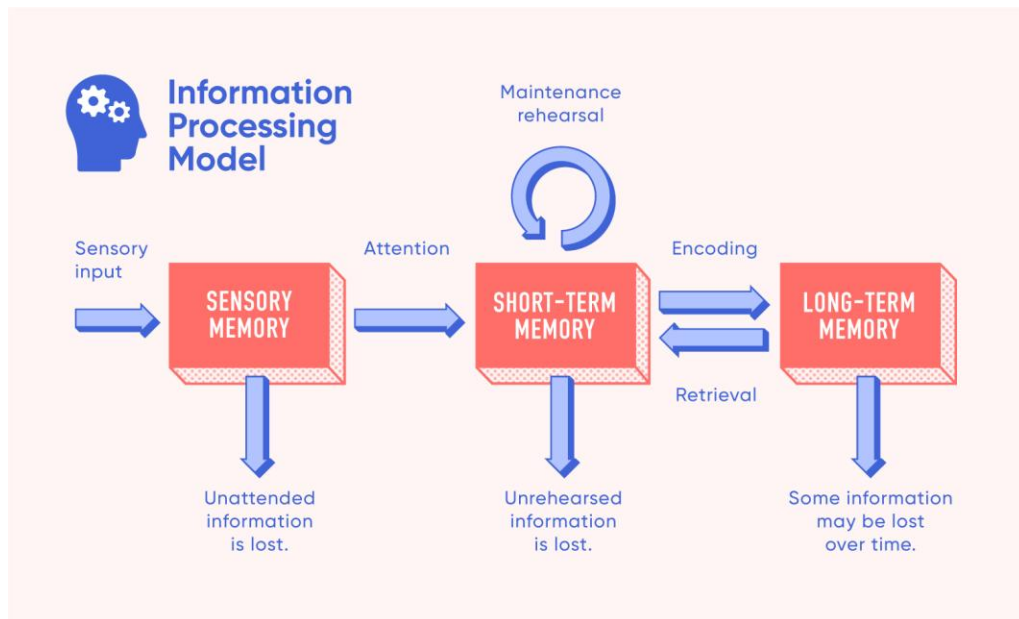 Information
Processing
Model
Maintenance
rehearsal
Sensory
input
Attention
Encoding
SENSORY
MEMORY
SHORT-TERM
MEMORY
LONG-TERM
MEMORY
Retrieval
Unattended
information
is lost.
Unrehearsed
information
is lost.
Some information
may be lost
over time.